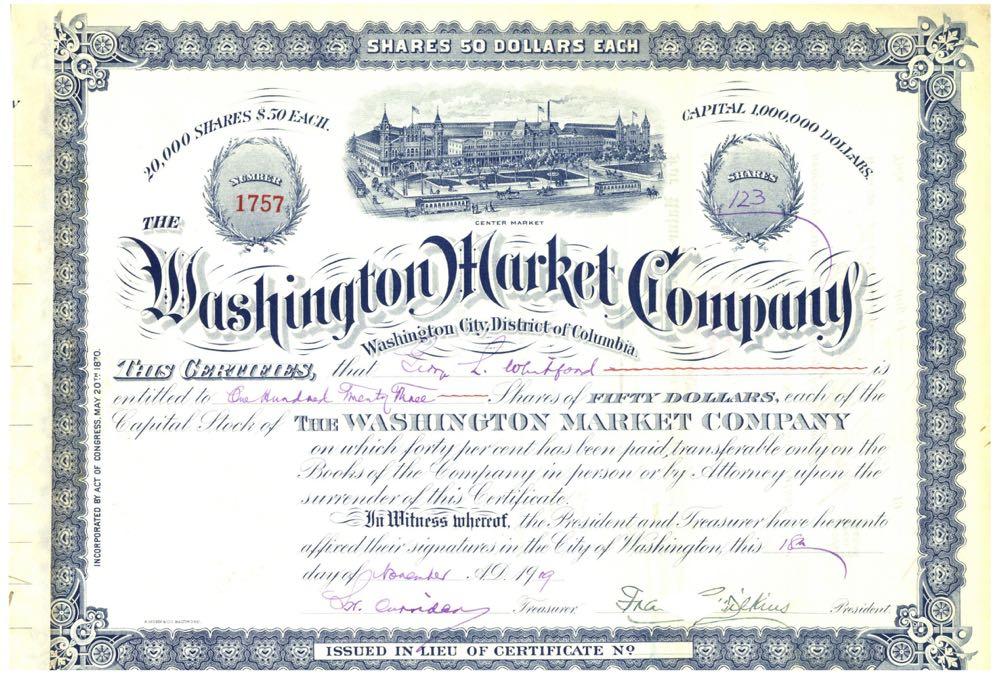 SHARES 50 DOLLARS EACH
20,000 SHARES $50 EACH.
CAPITAL 1,000,000 DOLLARS.
NUMBER
1757
SHARES
123
CENTER MARKET
THE
Washington Market Company
Washington City, District of Columbia.
THIS CERTIFIES, that L. Whitford is
entitled to One Hundred Twenty Three Shares of FIFTY DOLLARS, each of the
Capital Stock of THE WASHINGTON MARKET COMPANY
on which forty per cent has been paid, transferable only on the
Books of the Company in person or by Attorney upon the
surrender of this Certificate.
In Witness whereof, the President and Treasurer have hereunto
affixed their signatures in the City of Washington, this 18th
day of November A.D. 1919
Treasurer President
INCORPORATED BY ACT OF CONGRESS, MAY 20TH 1870.
ISSUED IN LIEU OF CERTIFICATE NO